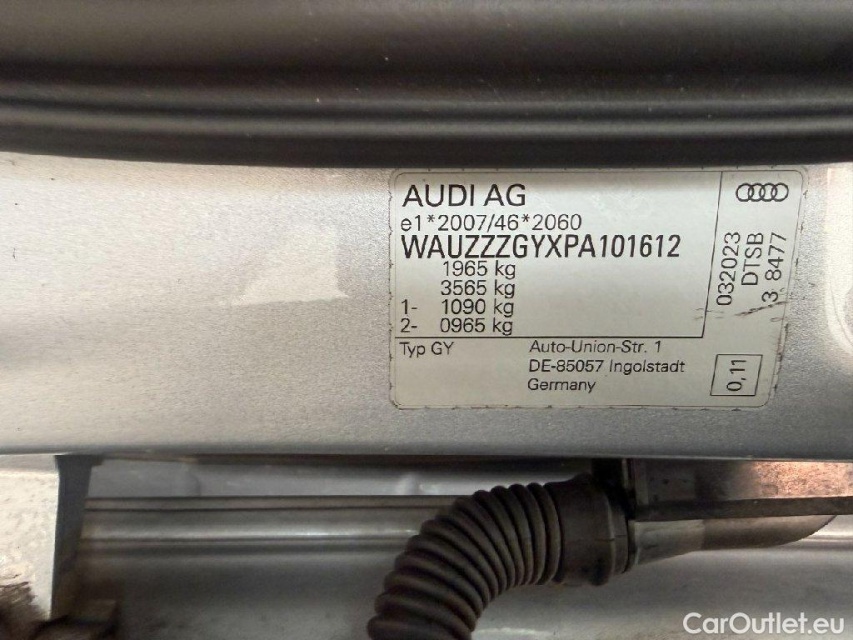 AUDI AG
e1*2007/46*2060
WAUZZZGYXPA101612
1965 kg
3565 kg
1- 1090 kg
2- 0965 kg
Typ GY
Auto-Union-Str. 1
DE-85057 Ingolstadt
Germany
032023
DTSB
3,8477
0,11
CarOutlet.eu